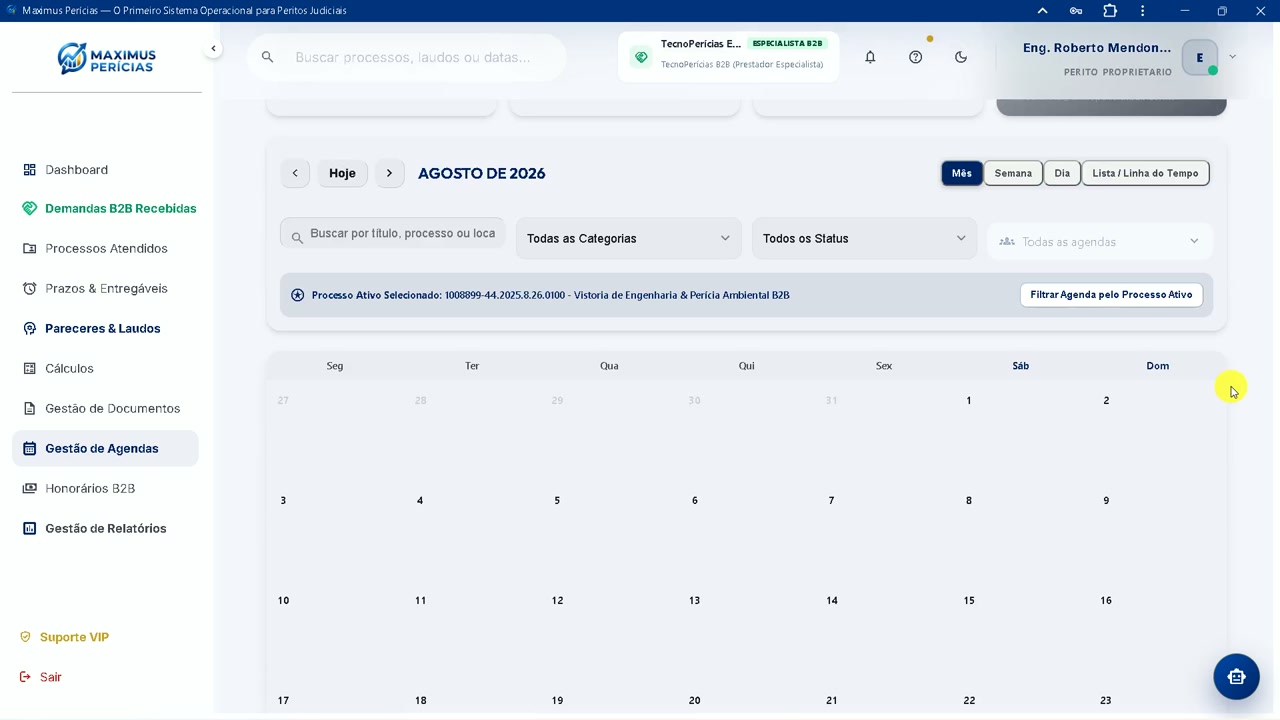 Maximus Perícias — O Primeiro Sistema Operacional para Peritos Judiciais
MAXIMUS
PERÍCIAS
Buscar processos, laudos ou datas...
TecnoPerícias E... ESPECIALISTA B2B
TecnoPerícias B2B (Prestador Especialista)
Eng. Roberto Mendon...
PERITO PROPRIETARIO
E
Dashboard
Demandas B2B Recebidas
Processos Atendidos
Prazos & Entregáveis
Pareceres & Laudos
Cálculos
Gestão de Documentos
Gestão de Agendas
Honorários B2B
Gestão de Relatórios
Suporte VIP
Sair
Hoje AGOSTO DE 2026
Mês Semana Dia Lista / Linha do Tempo
Buscar por título, processo ou loca
Todas as Categorias
Todos os Status
Todas as agendas
Processo Ativo Selecionado: 1008899-44.2025.8.26.0100 - Vistoria de Engenharia & Perícia Ambiental B2B
Filtrar Agenda pelo Processo Ativo
Seg Ter Qua Qui Sex Sáb Dom
27 28 29 30 31 1 2
3 4 5 6 7 8 9
10 11 12 13 14 15 16
17 18 19 20 21 22 23